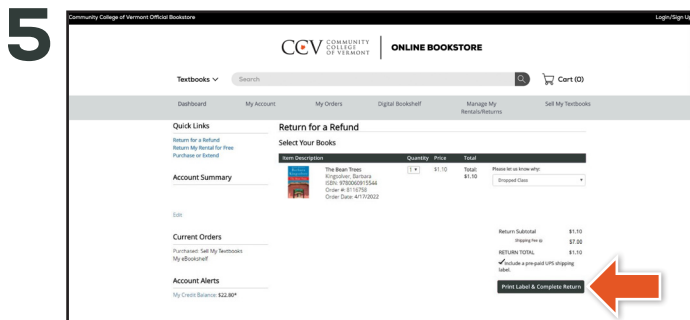 5
Community College of Vermont Official Bookstore
Login/Sign Up
CCV COMMUNITY COLLEGE OF VERMONT
ONLINE BOOKSTORE
Textbooks
Search
Cart (0)
Dashboard
My Account
My Orders
Digital Bookshelf
Manage My Rentals/Returns
Sell My Textbooks
Quick Links
Return for a Refund
Return My Rental for Free
Purchase or Extend
Account Summary
Edit
Current Orders
Purchased: Sell My Textbooks
My eBookshelf
Account Alerts
My Credit Balance: $22.80*
Return for a Refund
Select Your Books
Item Description Quantity Price Total
The Bean Trees
Kingsolver, Barbara
ISBN: 9780060915544
Order #: 8116758
Order Date: 4/17/2022
1
$1.10
Total:
$1.10
Please let us know why:
Dropped Class
Return Subtotal $1.10
Shipping Fee $7.00
RETURN TOTAL $1.10
Include a pre-paid UPS shipping
label.
Print Label & Complete Return